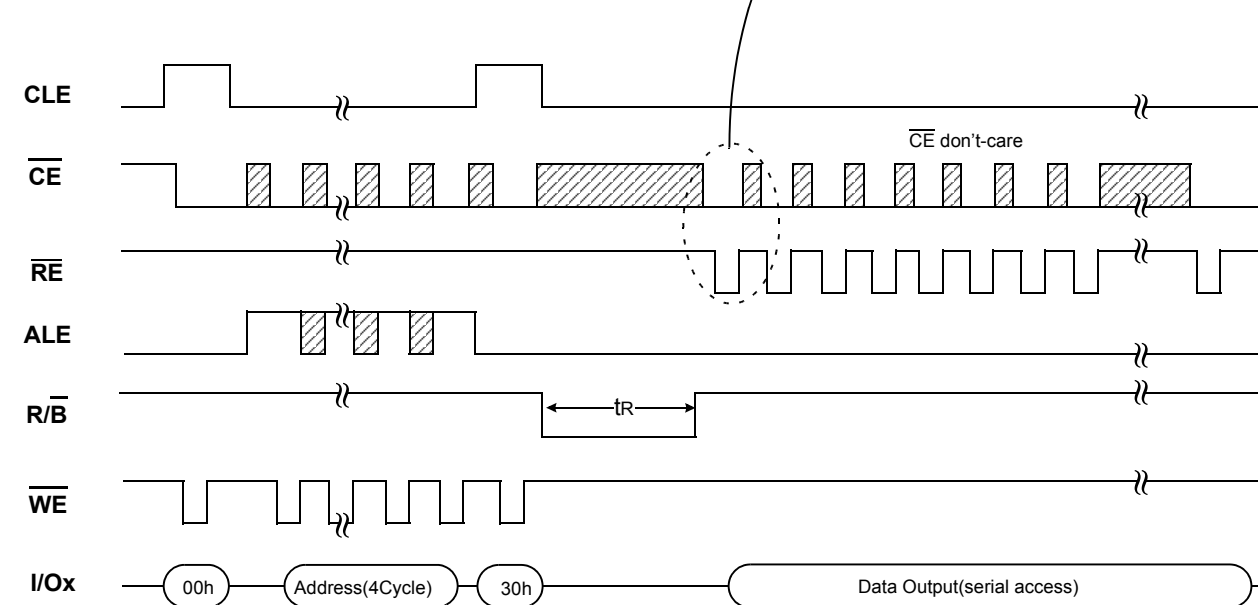 CLE
CE don't-care
CE
RE
ALE
R/B
tR
WE
I/Ox
00h
Address(4Cycle)
30h
Data Output(serial access)